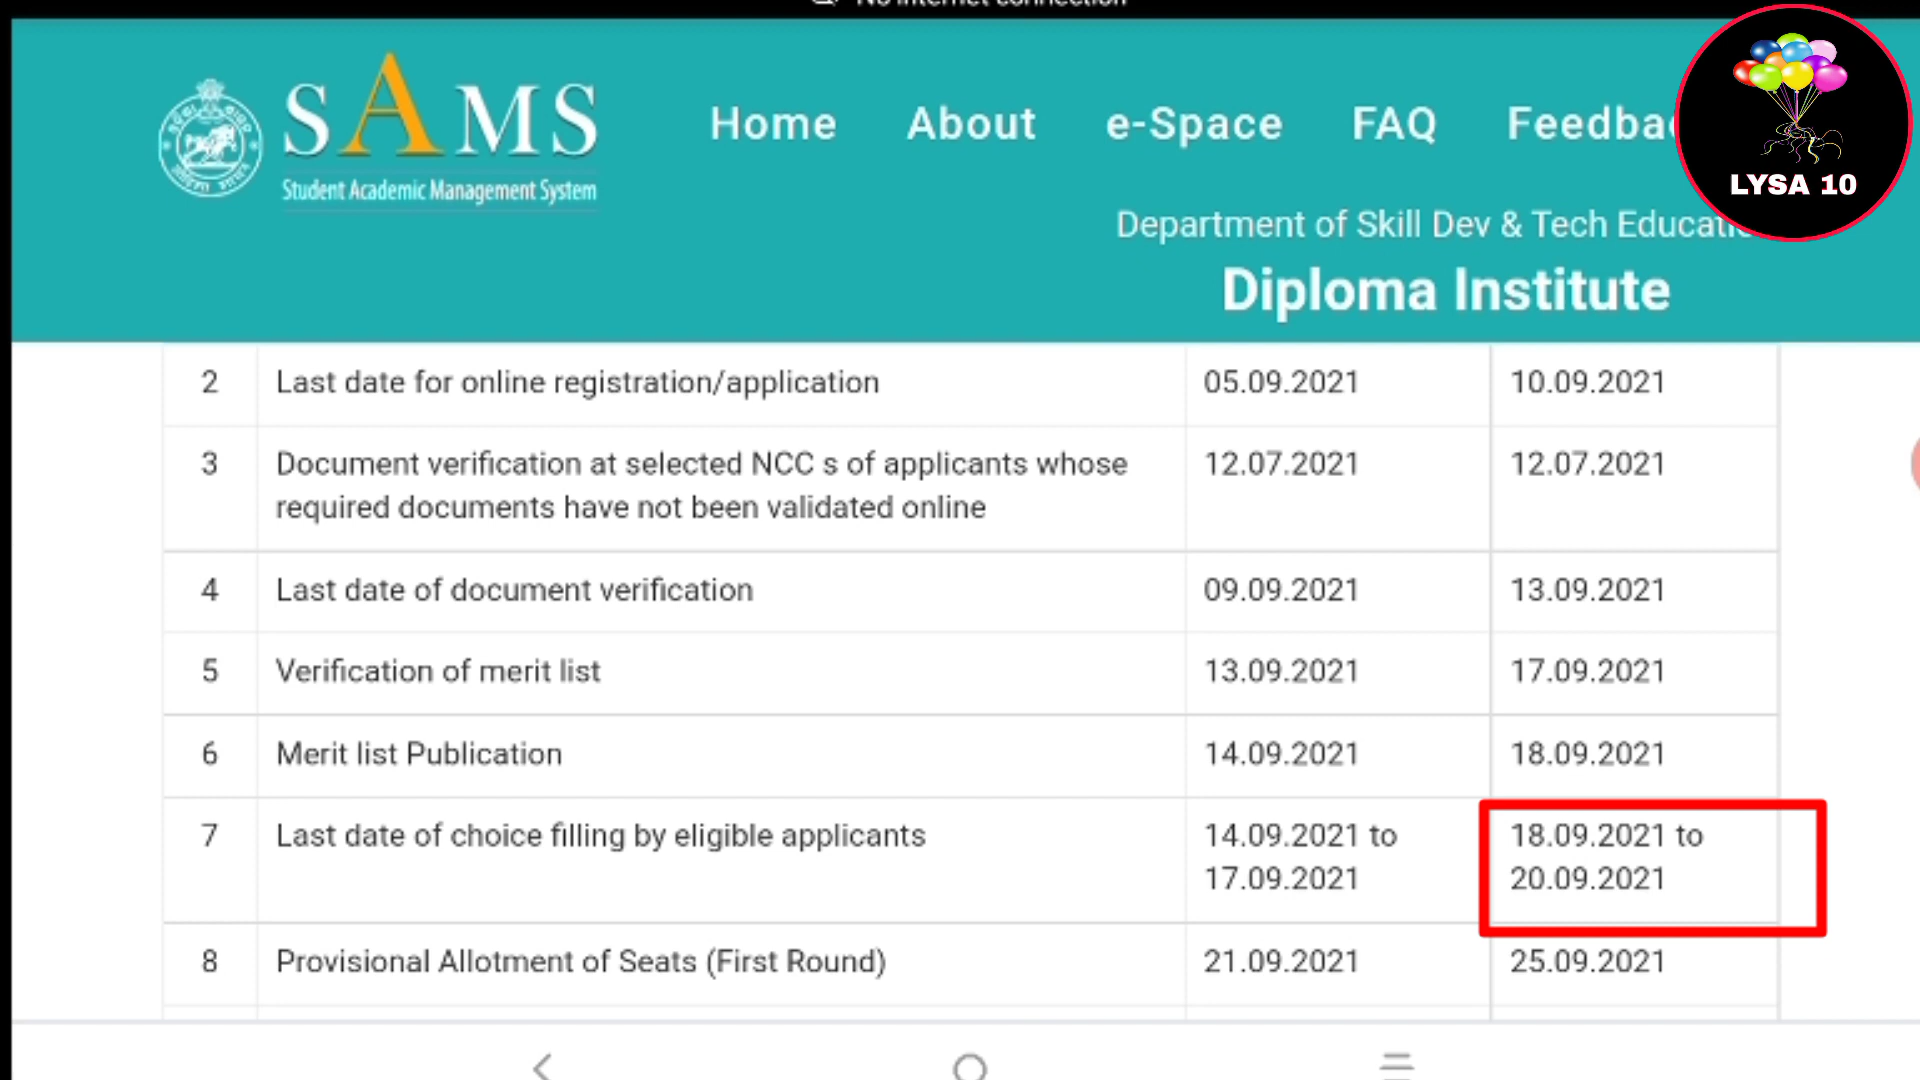 No internet connection
SAMS
Student Academic Management System
Home About e-Space FAQ Feedba
LYSA 10
Department of Skill Dev & Tech Educati
Diploma Institute
2 Last date for online registration/application 05.09.2021 10.09.2021
3 Document verification at selected NCC s of applicants whose 12.07.2021 12.07.2021
required documents have not been validated online
4 Last date of document verification 09.09.2021 13.09.2021
5 Verification of merit list 13.09.2021 17.09.2021
6 Merit list Publication 14.09.2021 18.09.2021
7 Last date of choice filling by eligible applicants 14.09.2021 to 18.09.2021 to
17.09.2021 20.09.2021
8 Provisional Allotment of Seats (First Round) 21.09.2021 25.09.2021